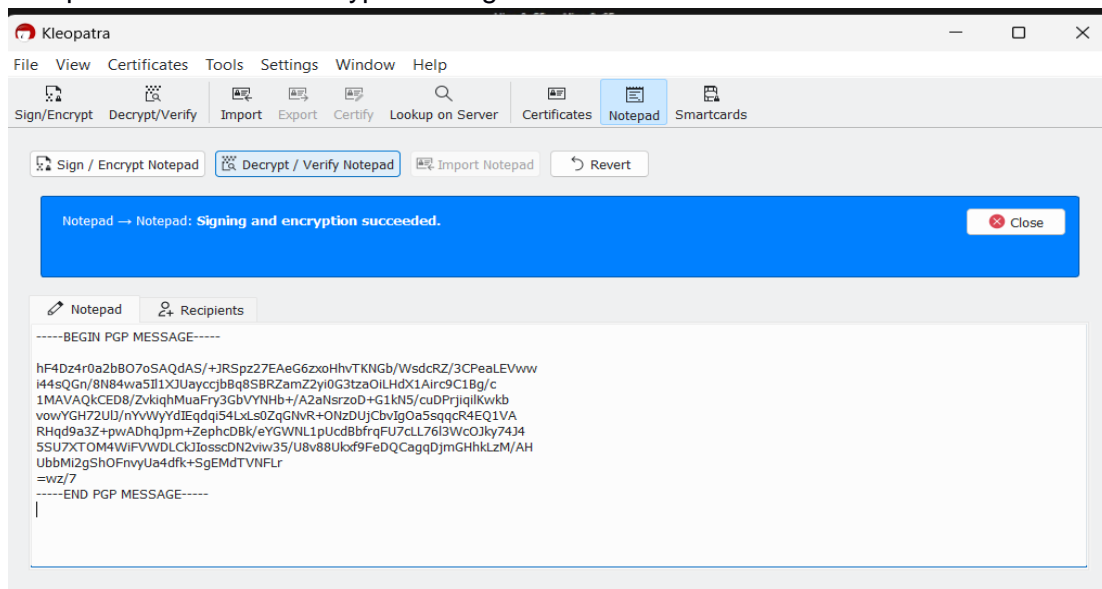 Kleopatra
File View Certificates Tools Settings Window Help
Sign/Encrypt Decrypt/Verify Import Export Certify Lookup on Server Certificates Notepad Smartcards
Sign / Encrypt Notepad Decrypt / Verify Notepad Import Notepad Revert
Notepad → Notepad: Signing and encryption succeeded. Close
Notepad Recipients
-----BEGIN PGP MESSAGE-----
hF4Dz4r0a2bBO7oSAQdAS/+JRSpz27EAeG6zxoHhvTKNGb/WsdcRZ/3CPeaLEVww
i44sQGn/8N84wa5Il1XJUayccjbBq8SBRZamZ2yi0G3tzaOiLHdX1Airc9C1Bg/c
1MAVAQkCED8/ZvkiqhMuaFry3GbVYNHb+/A2aNsrzoD+G1kN5/cuDPrjiqilKwkb
vowYGH72UlJ/nYvWyYdIEqdqi54LxLs0ZqGNvR+ONzDUjCbvIgOa5sqqcR4EQ1VA
RHqd9a3Z+pwADhqJpm+ZephcDBk/eYGWNL1pUcdBbfrqFU7cLL76l3WcOJky74J4
5SU7XTOM4WiFVWDLCkJIosscDN2viw35/U8v88Ukxf9FeDQCagqDjmGHhkLzM/AH
UbbMi2gShOFnvyUa4dfk+SgEMdTVNFLr
=wz/7
-----END PGP MESSAGE-----